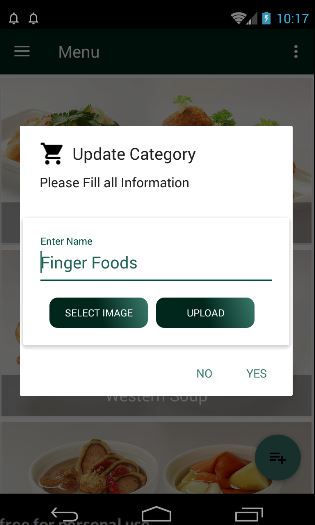 10:17
Menu
Update Category
Please Fill all Information
Enter Name
Finger Foods
SELECT IMAGE
UPLOAD
NO
YES
Western Soup
free for personal use